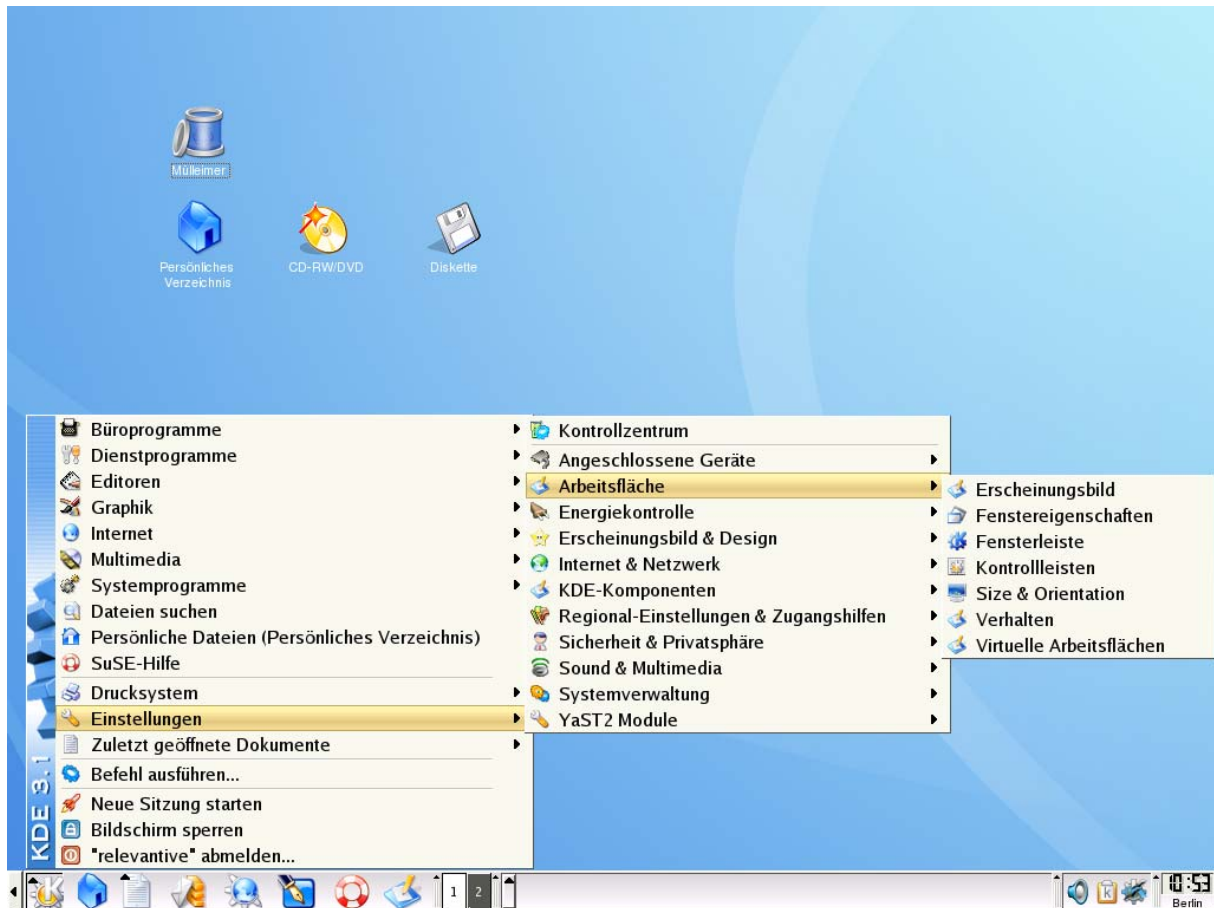 Mülleimer
Persönliches
Verzeichnis
CD-RW/DVD
Diskette
Büroprogramme
Dienstprogramme
Editoren
Graphik
Internet
Multimedia
Systemprogramme
Dateien suchen
Persönliche Dateien (Persönliches Verzeichnis)
SuSE-Hilfe
Drucksystem
Einstellungen
Zuletzt geöffnete Dokumente
Befehl ausführen...
Neue Sitzung starten
Bildschirm sperren
"relevantive" abmelden...
KDE 3.1
Kontrollzentrum
Angeschlossene Geräte
Arbeitsfläche
Energiekontrolle
Erscheinungsbild & Design
Internet & Netzwerk
KDE-Komponenten
Regional-Einstellungen & Zugangshilfen
Sicherheit & Privatsphäre
Sound & Multimedia
Systemverwaltung
YaST2 Module
Erscheinungsbild
Fenstereigenschaften
Fensterleiste
Kontrollleisten
Size & Orientation
Verhalten
Virtuelle Arbeitsflächen
1 2
10:53
Berlin